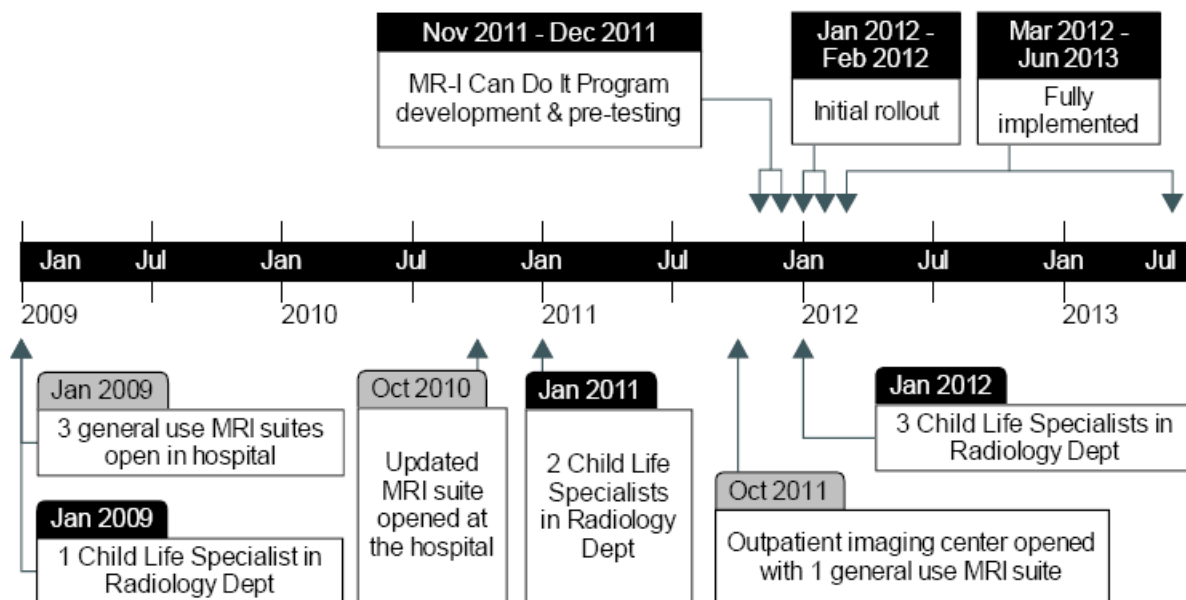 Nov 2011 - Dec 2011
MR-I Can Do It Program
development & pre-testing
Jan 2012 -
Feb 2012
Initial rollout
Mar 2012 -
Jun 2013
Fully
implemented
Jan Jul Jan Jul Jan Jul Jan Jul Jan Jul
2009 2010 2011 2012 2013
Jan 2009
3 general use MRI suites
open in hospital
Jan 2009
1 Child Life Specialist in
Radiology Dept
Oct 2010
Updated
MRI suite
opened at
the hospital
Jan 2011
2 Child Life
Specialists
in Radiology
Dept
Oct 2011
Outpatient imaging center opened
with 1 general use MRI suite
Jan 2012
3 Child Life Specialists in
Radiology Dept